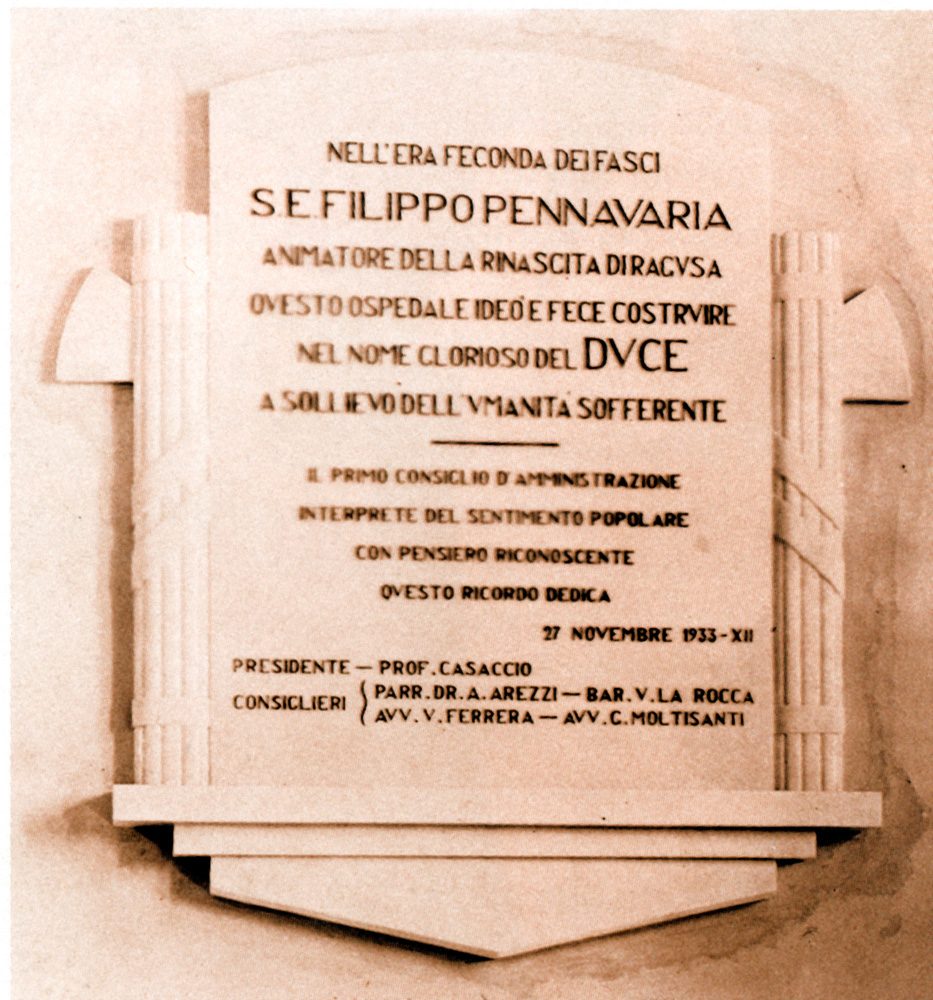 NELL'ERA FECONDA DEI FASCI
S.E. FILIPPO PENNAVARIA
ANIMATORE DELLA RINASCITA DI RAGVSA
QVESTO OSPEDALE IDEO' E FECE COSTRVIRE
NEL NOME GLORIOSO DEL DVCE
A SOLLIEVO DELL'VMANITA' SOFFERENTE
IL PRIMO CONSIGLIO D'AMMINISTRAZIONE
INTERPRETE DEL SENTIMENTO POPOLARE
CON PENSIERO RICONOSCENTE
QVESTO RICORDO DEDICA
27 NOVEMBRE 1933-XII
PRESIDENTE — PROF. CASACCIO
CONSIGLIERI { PARR. DR. A. AREZZI — BAR. V. LA ROCCA
AVV. V. FERRERA — AVV. G. MOLTISANTI